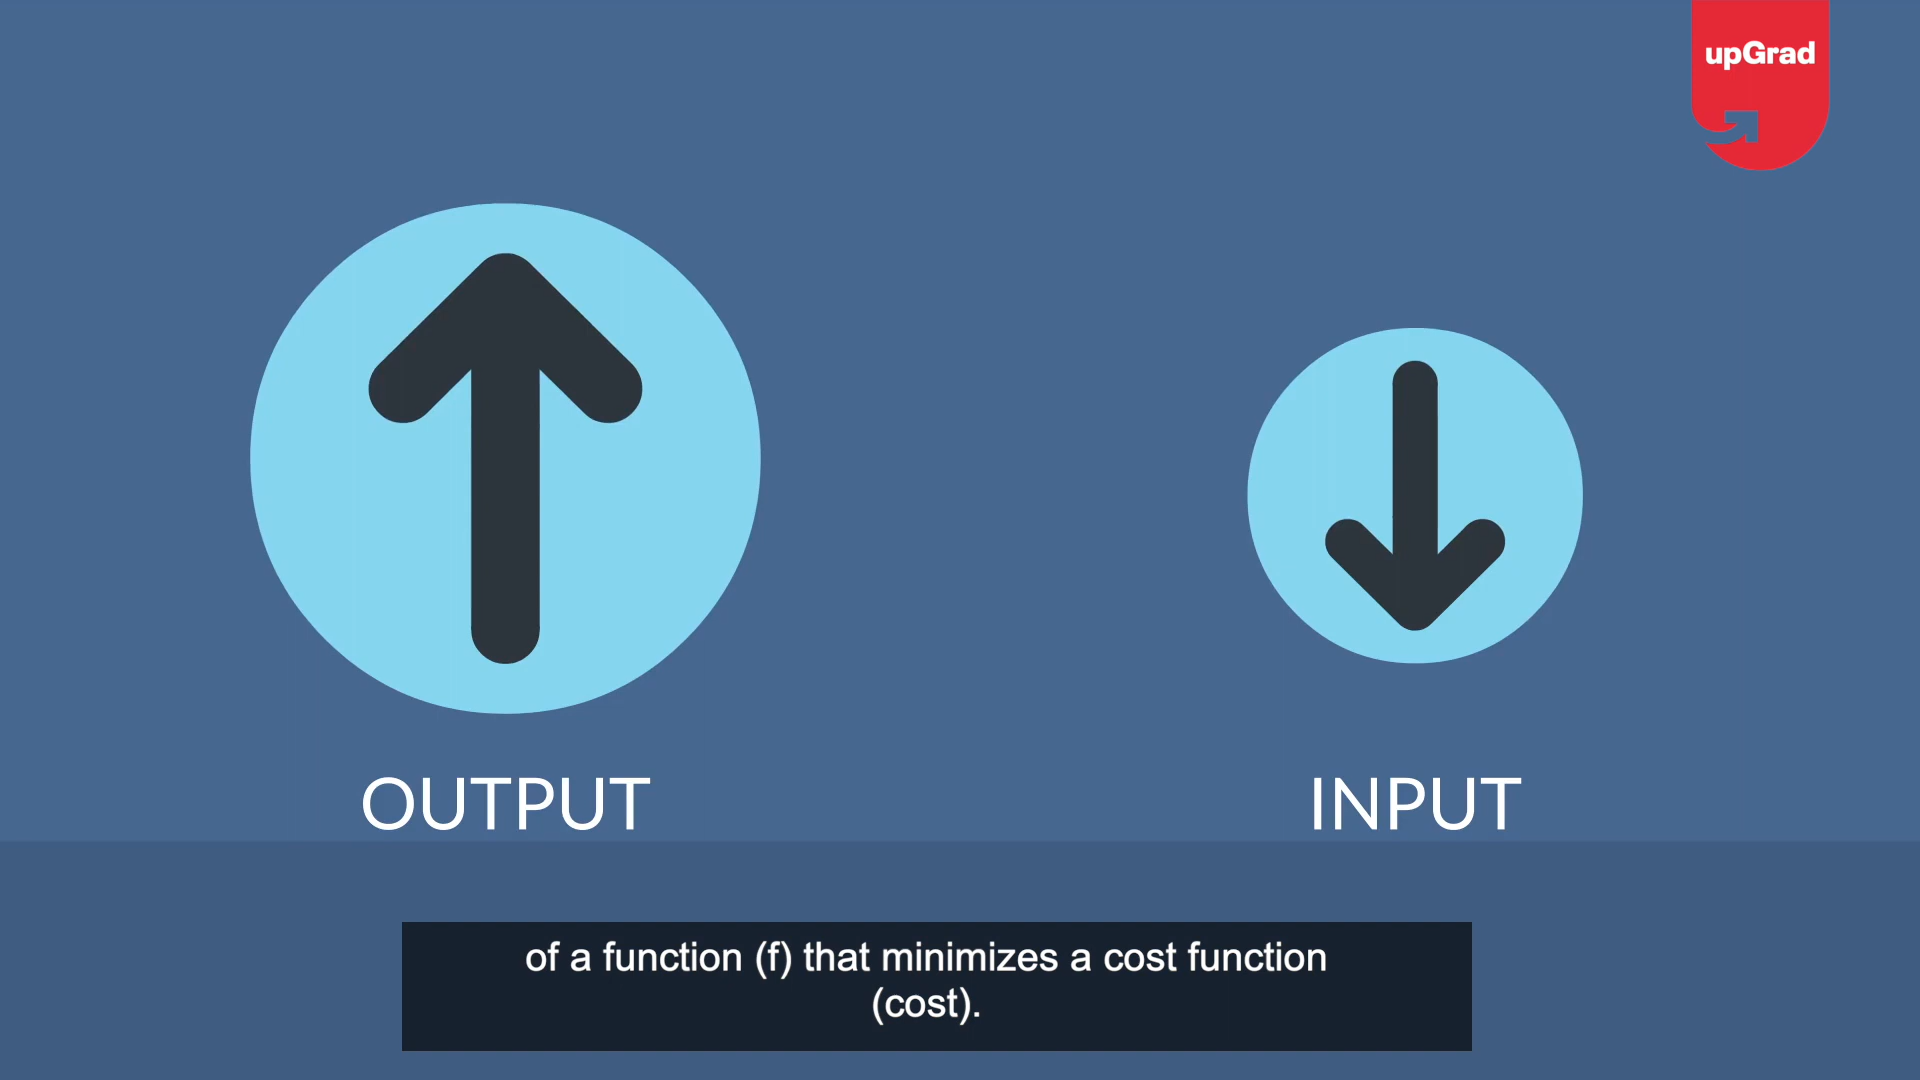 upGrad
OUTPUT
INPUT
of a function (f) that minimizes a cost function
(cost).